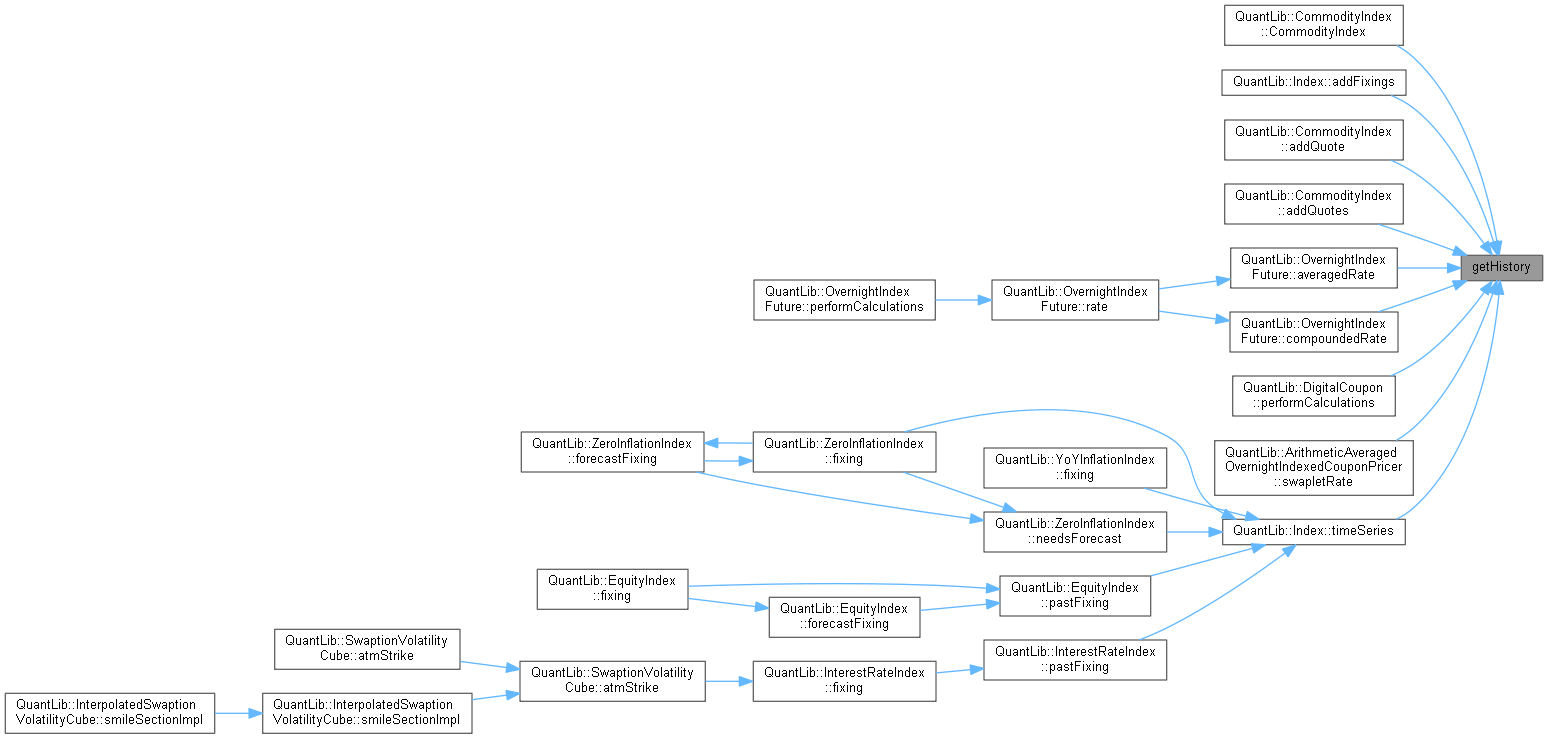 QuantLib::CommodityIndex
::CommodityIndex
QuantLib::Index::addFixings
QuantLib::CommodityIndex
::addQuote
QuantLib::CommodityIndex
::addQuotes
getHistory
QuantLib::OvernightIndex
Future::averagedRate
QuantLib::OvernightIndex
Future::performCalculations
QuantLib::OvernightIndex
Future::rate
QuantLib::OvernightIndex
Future::compoundedRate
QuantLib::DigitalCoupon
::performCalculations
QuantLib::ZeroInflationIndex
::forecastFixing
QuantLib::ZeroInflationIndex
::fixing
QuantLib::YoYInflationIndex
::fixing
QuantLib::ArithmeticAveraged
OvernightIndexedCouponPricer
::swapletRate
QuantLib::ZeroInflationIndex
::needsForecast
QuantLib::Index::timeSeries
QuantLib::EquityIndex
::fixing
QuantLib::EquityIndex
::forecastFixing
QuantLib::EquityIndex
::pastFixing
QuantLib::SwaptionVolatility
Cube::atmStrike
QuantLib::SwaptionVolatility
Cube::atmStrike
QuantLib::InterestRateIndex
::fixing
QuantLib::InterestRateIndex
::pastFixing
QuantLib::InterpolatedSwaption
VolatilityCube::smileSectionImpl
QuantLib::InterpolatedSwaption
VolatilityCube::smileSectionImpl